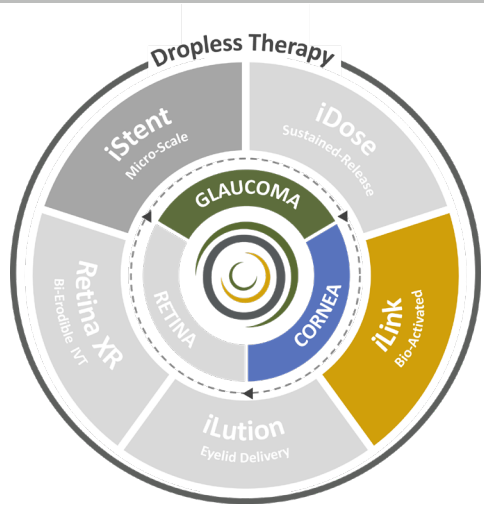 Dropless Therapy
iStent
Micro-Scale
iDose
Sustained-Release
GLAUCOMA
RETINA
CORNEA
Retina XR
Bi-Erodible IVT
iLink
Bio-Activated
iLution
Eyelid Delivery